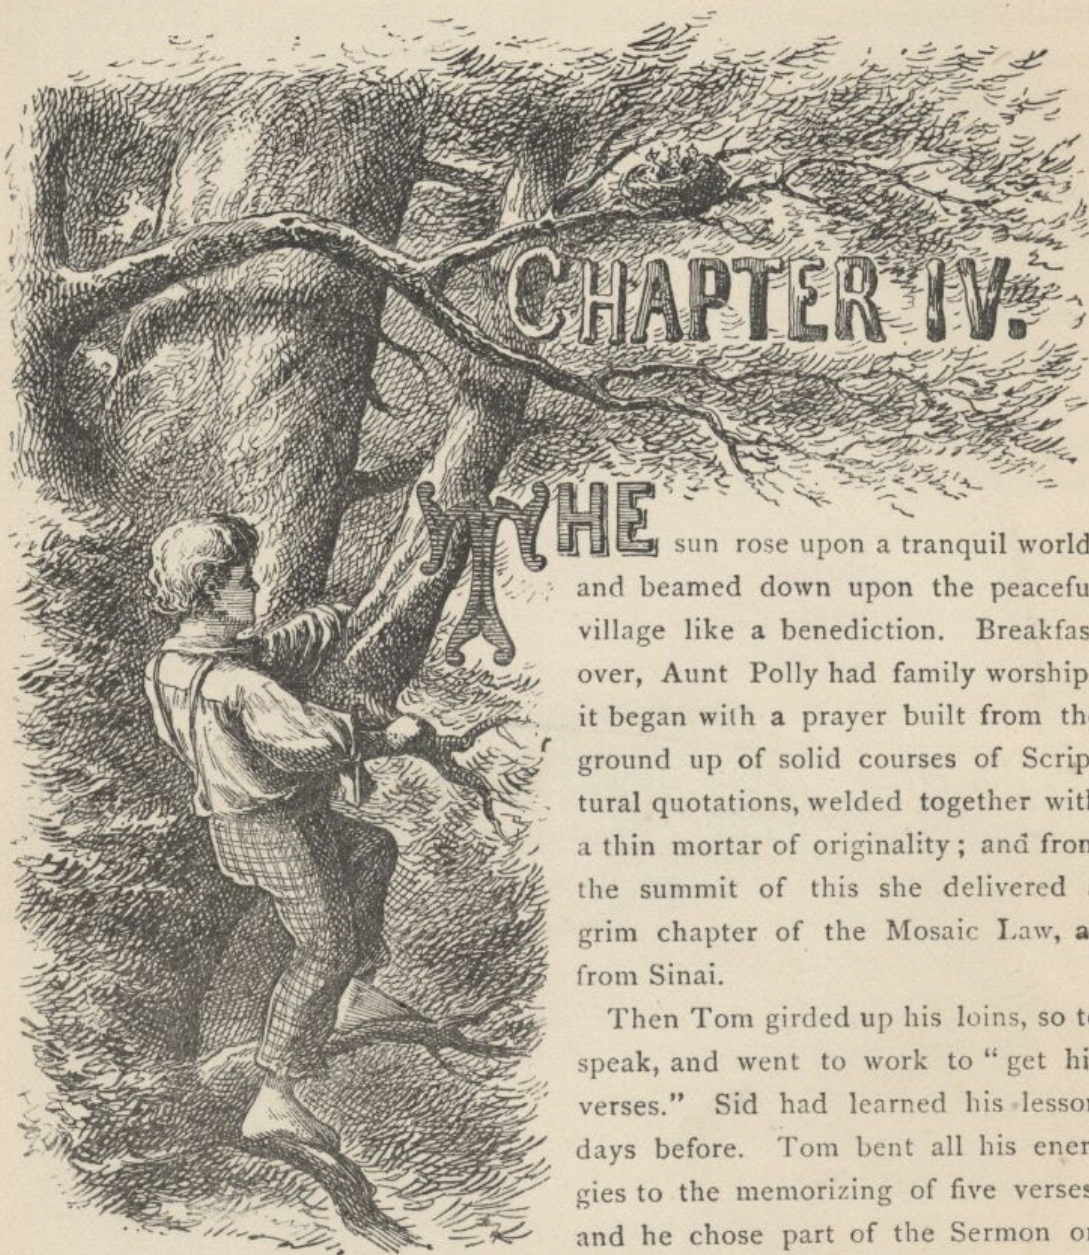 CHAPTER IV.
THE sun rose upon a tranquil world
and beamed down upon the peacefu
village like a benediction. Breakfas
over, Aunt Polly had family worship
it began with a prayer built from th
ground up of solid courses of Scrip
tural quotations, welded together wit
a thin mortar of originality; and fro
the summit of this she delivered
grim chapter of the Mosaic Law, a
from Sinai.
Then Tom girded up his loins, so t
speak, and went to work to “get hi
verses.” Sid had learned his lesson
days before. Tom bent all his ener
gies to the memorizing of five verses
and he chose part of the Sermon o